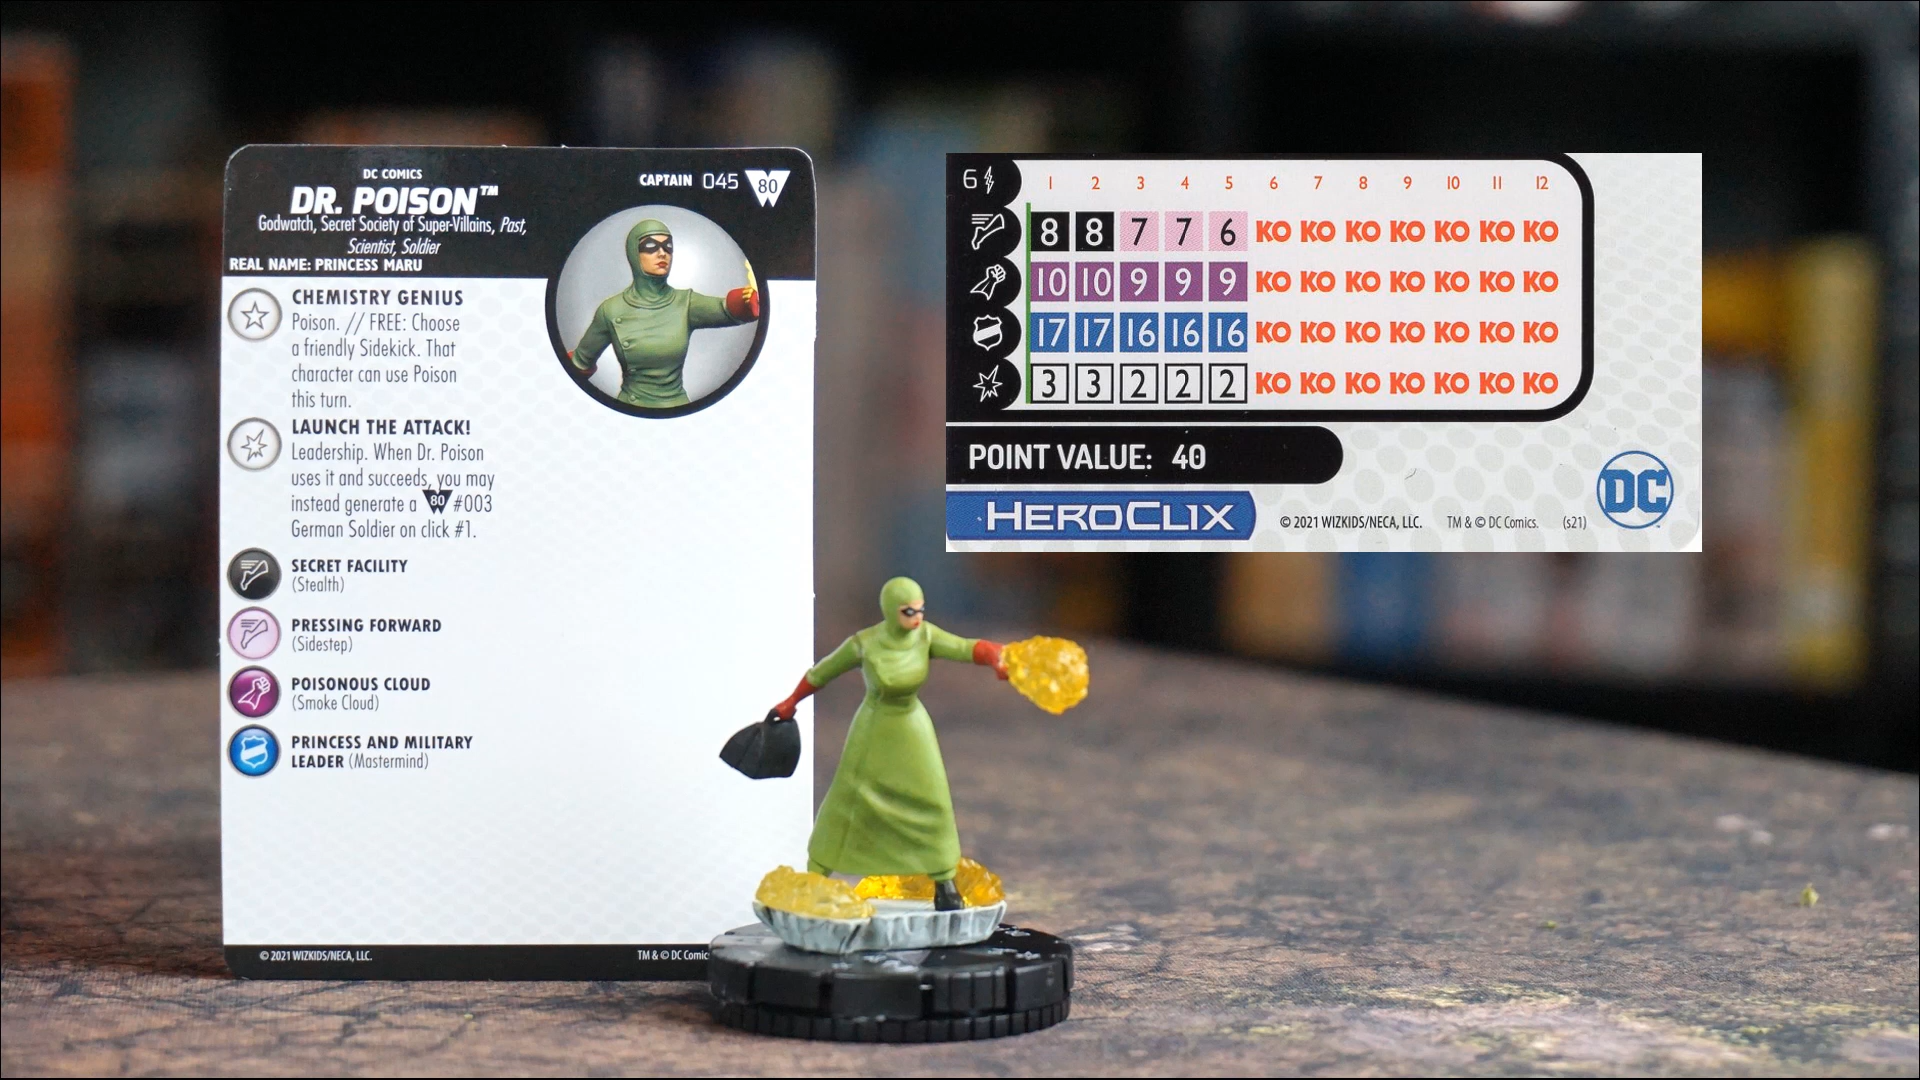 DC COMICS
DR. POISON™
Godwatch, Secret Society of Super-Villains, Past,
Scientist, Soldier
REAL NAME: PRINCESS MARU
CAPTAIN 045 W 80
CHEMISTRY GENIUS
Poison. // FREE: Choose
a friendly Sidekick. That
character can use Poison
this turn.
LAUNCH THE ATTACK!
Leadership. When Dr. Poison
uses it and succeeds, you may
instead generate a W 80 #003
German Soldier on click #1.
SECRET FACILITY
(Stealth)
PRESSING FORWARD
(Sidestep)
POISONOUS CLOUD
(Smoke Cloud)
PRINCESS AND MILITARY
LEADER (Mastermind)
© 2021 WIZKIDS/NECA, LLC.
TM & © DC Comic
6 1 2 3 4 5 6 7 8 9 10 11 12
8 8 7 7 6 KO KO KO KO KO KO KO
10 10 9 9 9 KO KO KO KO KO KO KO
17 17 16 16 16 KO KO KO KO KO KO KO
3 3 2 2 2 KO KO KO KO KO KO KO
POINT VALUE: 40
HEROCLIX
© 2021 WIZKIDS/NECA, LLC.
TM & © DC Comics.
(s21)
DC